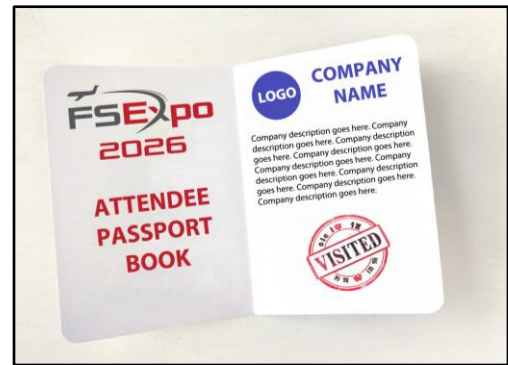 FSExpo
2026
ATTENDEE
PASSPORT
BOOK
LOGO
COMPANY
NAME
Company description goes here. Company
description goes here. Company description
goes here. Company description goes here.
Company description goes here. Company
description goes here. Company description
goes here. Company description goes here.
Company description goes here.
VISITED